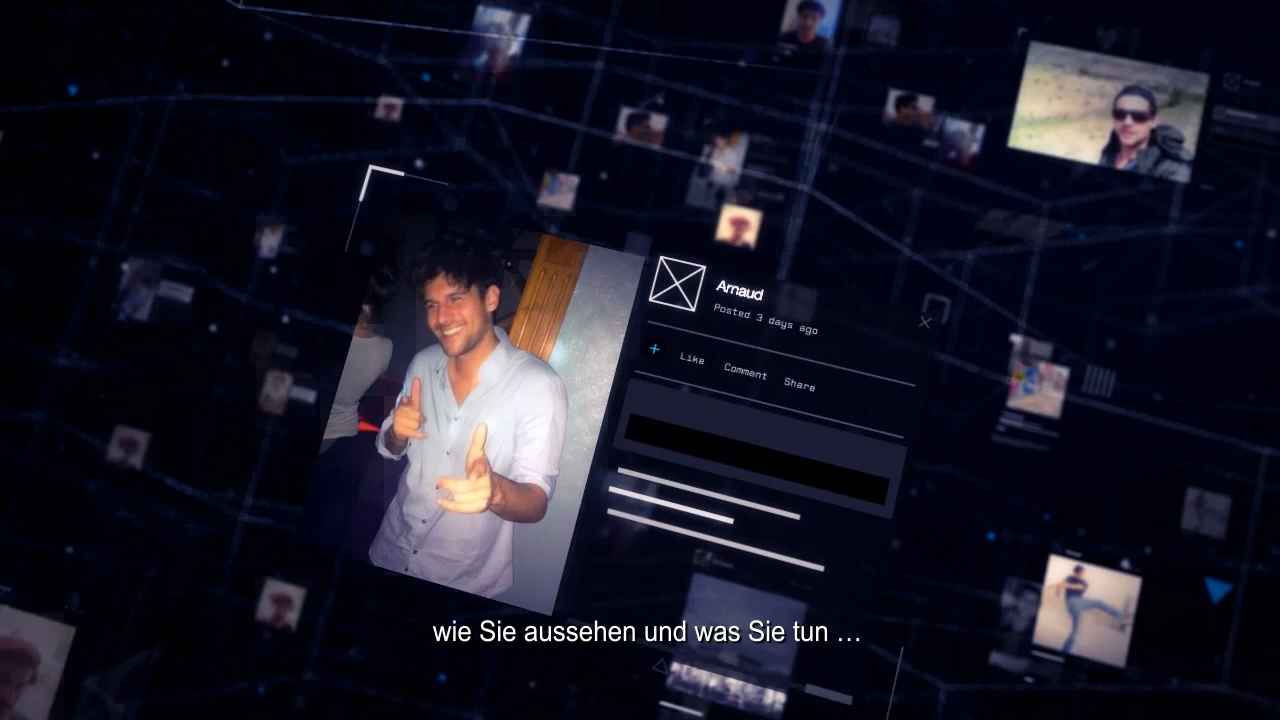 Arnaud
Posted 3 days ago
Like Comment Share
wie Sie aussehen und was Sie tun …